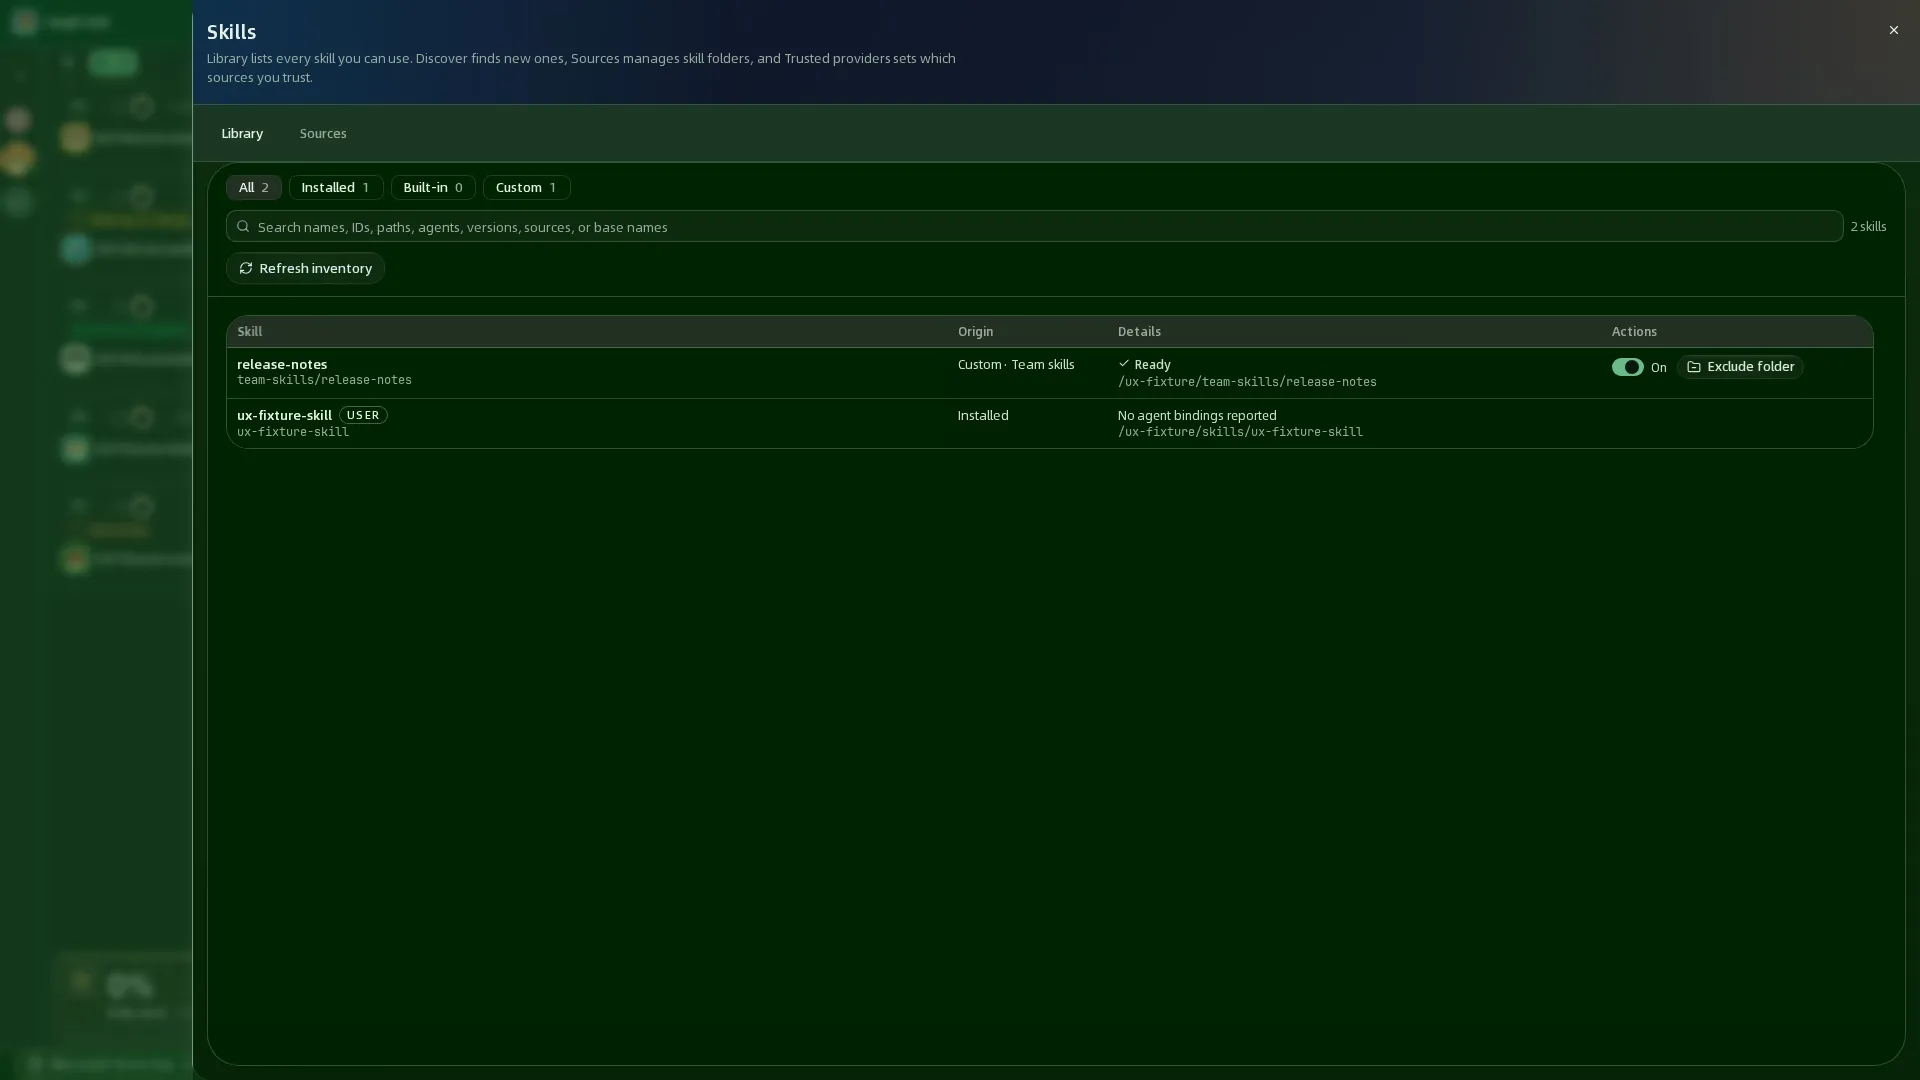 Skills
Library lists every skill you can use. Discover finds new ones, Sources manages skill folders, and Trusted providers sets which
sources you trust.
Library Sources
All 2 Installed 1 Built-in 0 Custom 1
Search names, IDs, paths, agents, versions, sources, or base names 2 skills
Refresh inventory
Skill Origin Details Actions
release-notes Custom · Team skills Ready On Exclude folder
team-skills/release-notes /ux-fixture/team-skills/release-notes
ux-fixture-skill USER Installed No agent bindings reported
ux-fixture-skill /ux-fixture/skills/ux-fixture-skill
0%